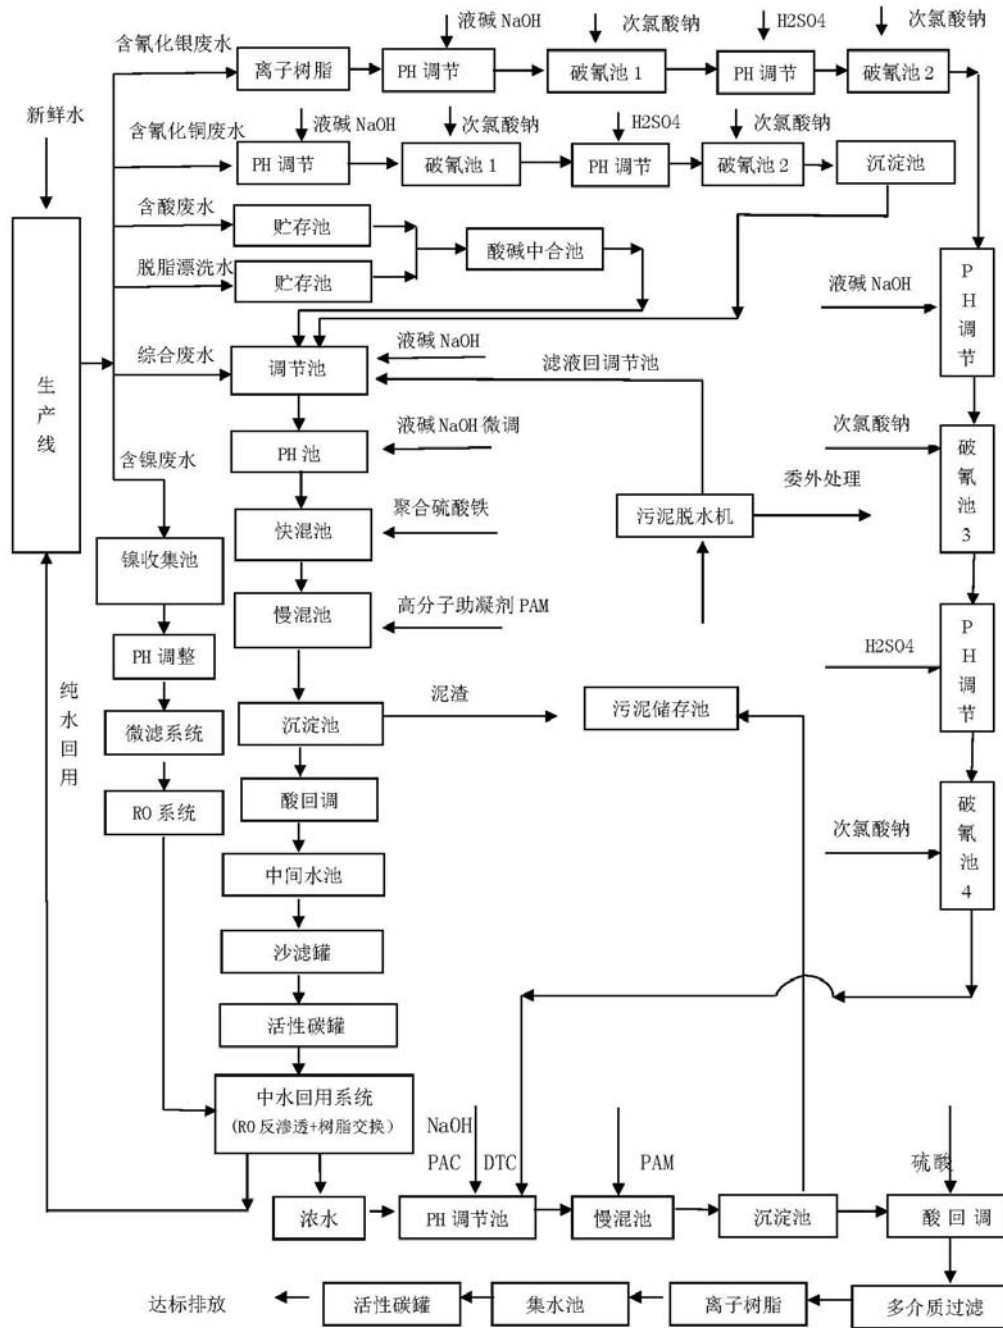 液碱 NaOH
次氯酸钠
H2SO4
次氯酸钠
含氰化银废水
离子树脂
PH 调节
破氰池 1
PH 调节
破氰池 2
新鲜水
含氰化铜废水
液碱 NaOH
次氯酸钠
H2SO4
次氯酸钠
PH 调节
破氰池 1
PH 调节
破氰池 2
沉淀池
含酸废水
贮存池
酸碱中合池
脱脂漂洗水
贮存池
液碱 NaOH
PH调节
综合废水
调节池
液碱 NaOH
滤液回调节池
生产线
PH 池
液碱 NaOH 微调
次氯酸钠
破氰池3
含镍废水
委外处理
聚合硫酸铁
快混池
污泥脱水机
镍收集池
慢混池
高分子助凝剂 PAM
PH 调整
H2SO4
PH调节
纯水回用
泥渣
微滤系统
沉淀池
污泥储存池
RO 系统
酸回调
次氯酸钠
破氰池4
中间水池
沙滤罐
活性碳罐
中水回用系统
(RO 反渗透+树脂交换)
NaOH
PAC
DTC
PAM
硫酸
浓水
PH 调节池
慢混池
沉淀池
酸 回 调
达标排放
活性碳罐
集水池
离子树脂
多介质过滤